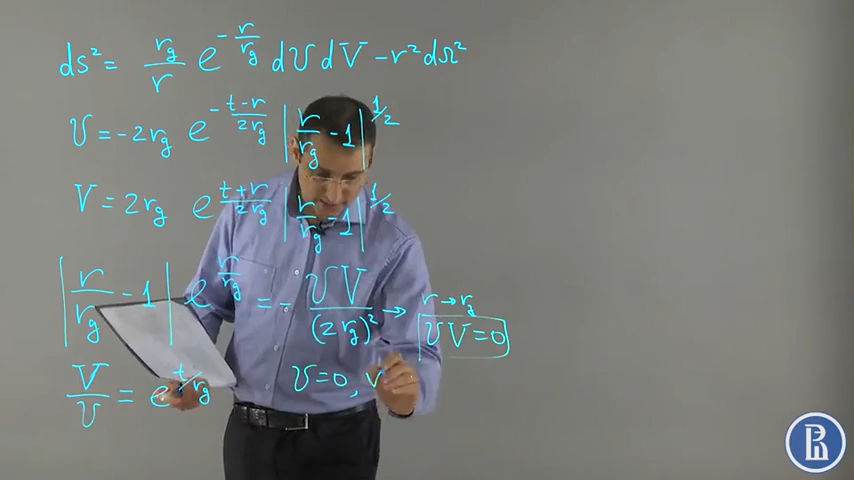 ds² = r_g/r e^(-r/r_g) dU dV - r² dΩ²
U = -2r_g e^(-(t-r)/2r_g) |r/r_g - 1|^(1/2)
V = 2r_g e^((t+r)/2r_g) |r/r_g - 1|^(1/2)
|r/r_g - 1| e^(r/r_g) = - UV/(2r_g)² → r→r_g UV=0
V/U = e^(t/r_g) U=0, V